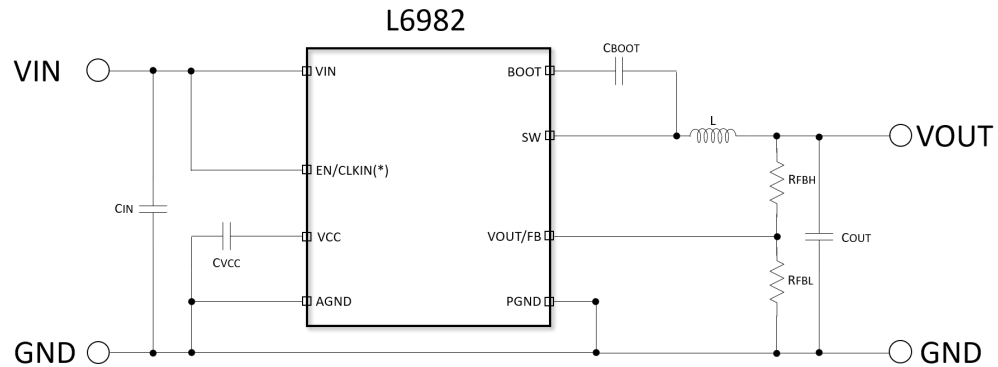 L6982
VIN
VIN
BOOT
CBOOT
SW
L
VOUT
EN/CLKIN(*)
RFBH
CIN
CVCC
VCC
VOUT/FB
COUT
RFBL
AGND
PGND
GND
GND